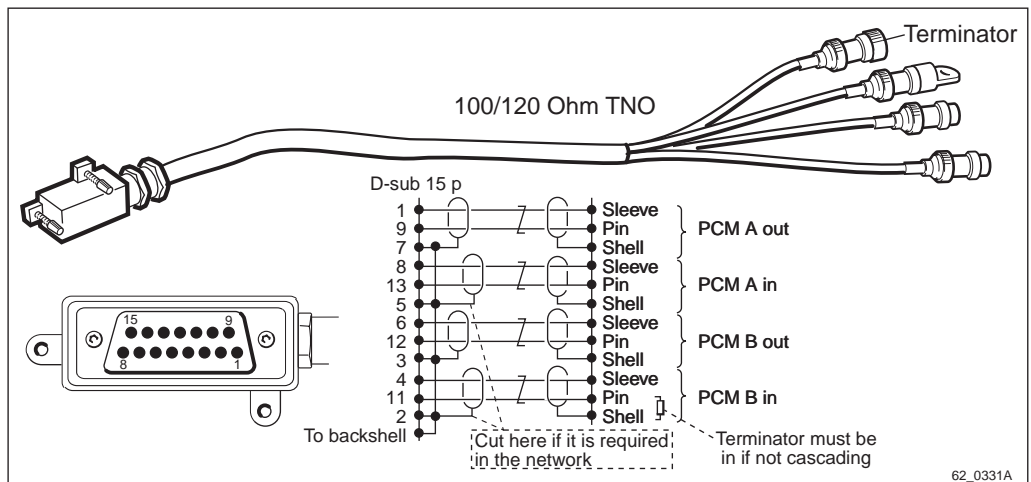 Terminator
100/120 Ohm TNO
D-sub 15 p
1 Sleeve
9 Pin PCM A out
7 Shell
8 Sleeve
13 Pin PCM A in
5 Shell
6 Sleeve
12 Pin PCM B out
3 Shell
4 Sleeve
11 Pin PCM B in
2 Shell
To backshell
15 9
8 1
Cut here if it is required
in the network
Terminator must be
in if not cascading
62_0331A